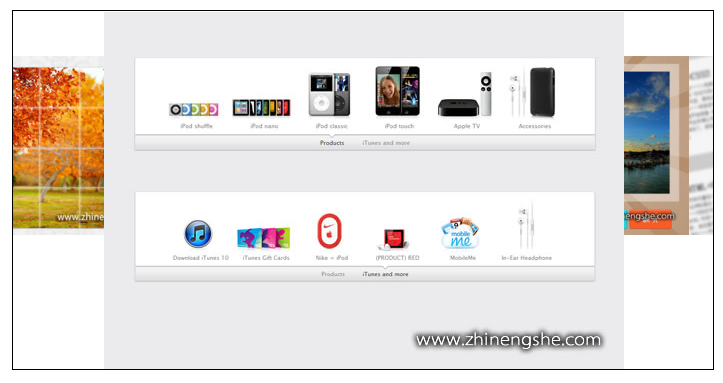 iPod shuffle iPod nano iPod classic iPod touch Apple TV Accessories
Products iTunes and more
Download iTunes 10 iTunes Gift Cards Nike + iPod (PRODUCT) RED MobileMe In-Ear Headphone
mobile
me
Products iTunes and more
www.zhinengshe.com
www.zhine
engshe.com